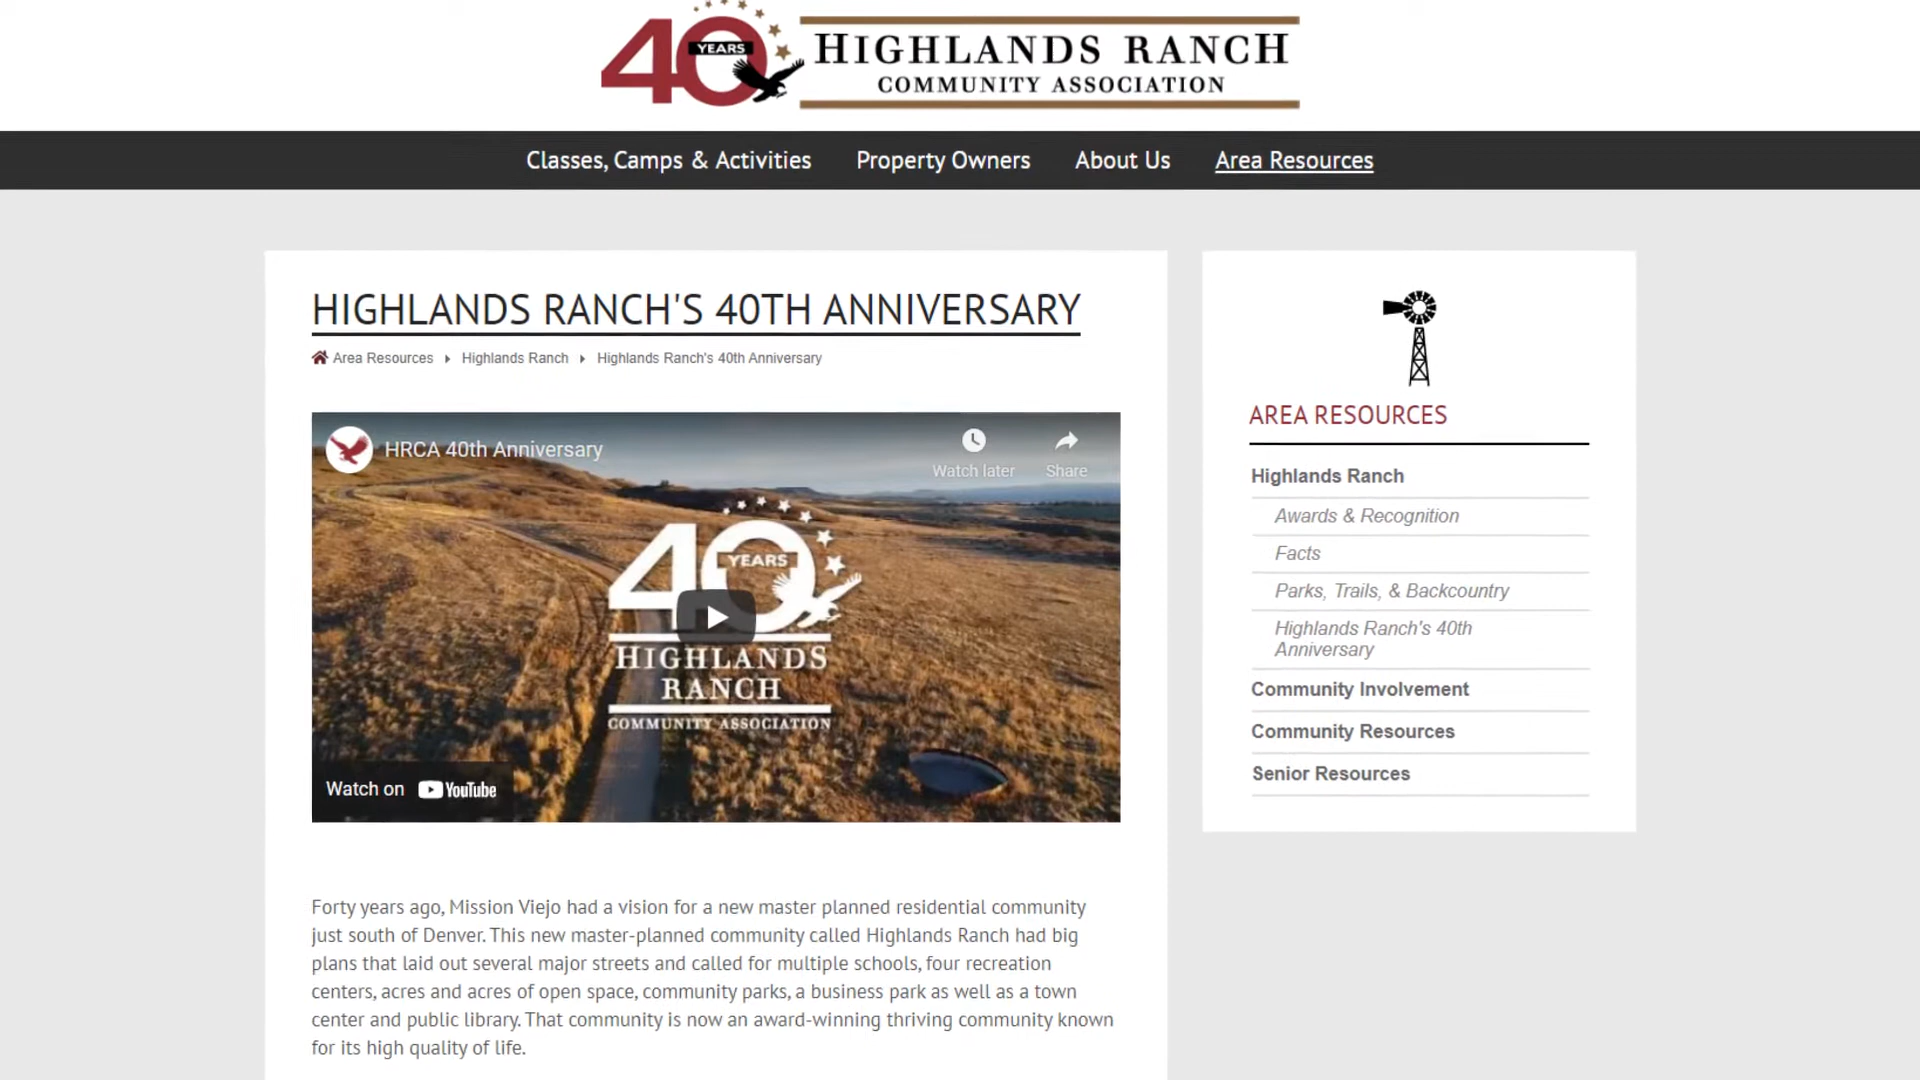 40 YEARS
HIGHLANDS RANCH
COMMUNITY ASSOCIATION
Classes, Camps & Activities
Property Owners
About Us
Area Resources
HIGHLANDS RANCH'S 40TH ANNIVERSARY
Area Resources
Highlands Ranch
Highlands Ranch's 40th Anniversary
HRCA 40th Anniversary
Watch later
Share
40 YEARS
HIGHLANDS
RANCH
COMMUNITY ASSOCIATION
Watch on YouTube
Forty years ago, Mission Viejo had a vision for a new master planned residential community
just south of Denver. This new master-planned community called Highlands Ranch had big
plans that laid out several major streets and called for multiple schools, four recreation
centers, acres and acres of open space, community parks, a business park as well as a town
center and public library. That community is now an award-winning thriving community known
for its high quality of life.
AREA RESOURCES
Highlands Ranch
Awards & Recognition
Facts
Parks, Trails, & Backcountry
Highlands Ranch's 40th
Anniversary
Community Involvement
Community Resources
Senior Resources